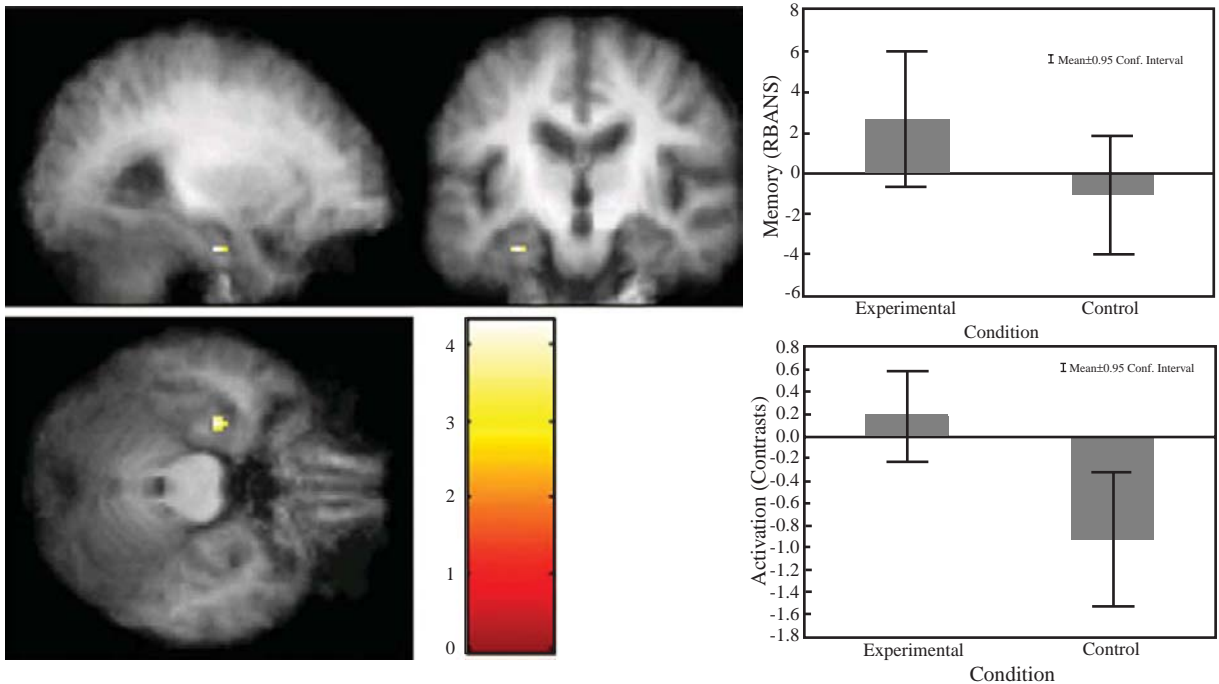 8
6
4
2
0
-2
-4
-6
Memory (RBANS)
Mean±0.95 Conf. Interval
Experimental
Control
Condition
4
3
2
1
0
0.8
0.6
0.4
0.2
0.0
-0.2
-0.4
-0.6
-0.8
-1.0
-1.2
-1.4
-1.6
-1.8
Activation (Contrasts)
Mean±0.95 Conf. Interval
Experimental
Control
Condition